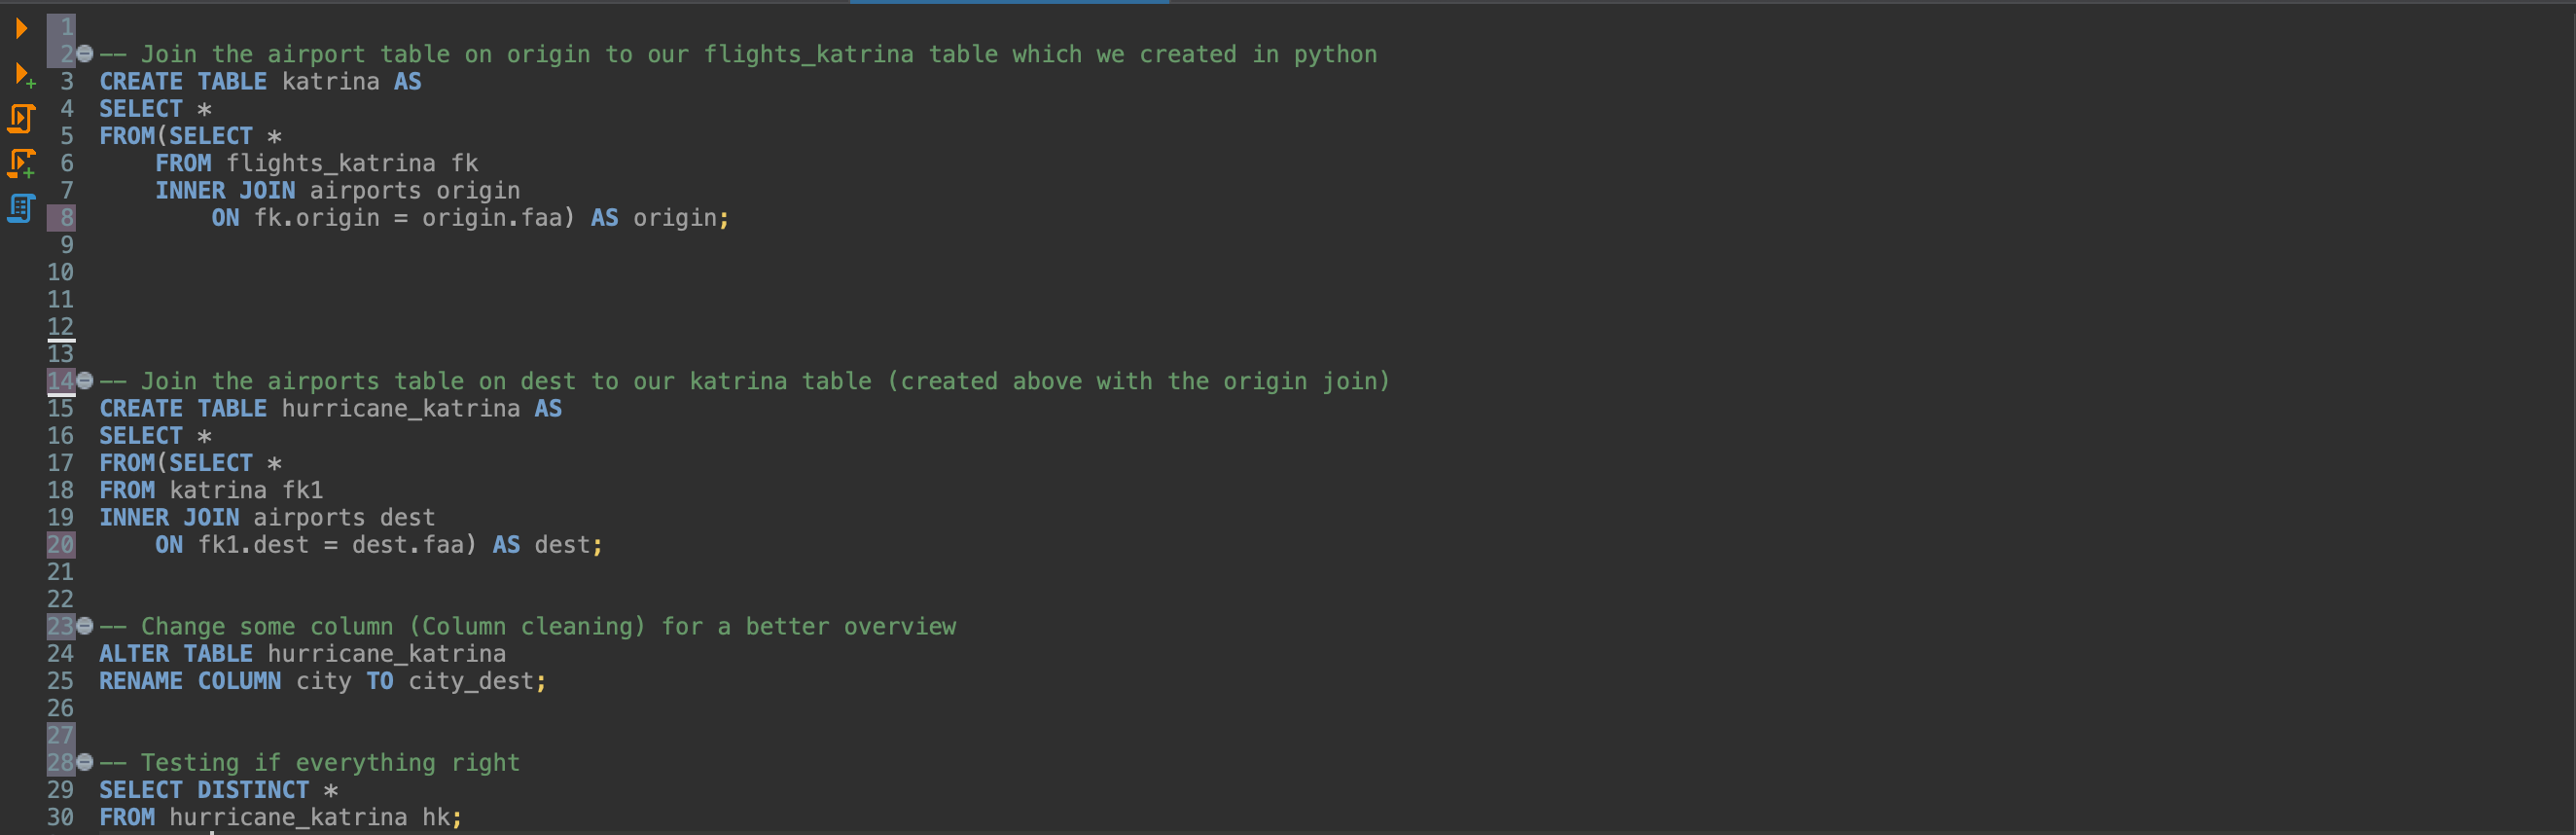 1
2 -- Join the airport table on origin to our flights_katrina table which we created in python
3 CREATE TABLE katrina AS
4 SELECT *
5 FROM(SELECT *
6     FROM flights_katrina fk
7     INNER JOIN airports origin
8         ON fk.origin = origin.faa) AS origin;
9
10
11
12
13
14 -- Join the airports table on dest to our katrina table (created above with the origin join)
15 CREATE TABLE hurricane_katrina AS
16 SELECT *
17 FROM(SELECT *
18 FROM katrina fk1
19 INNER JOIN airports dest
20     ON fk1.dest = dest.faa) AS dest;
21
22
23 -- Change some column (Column cleaning) for a better overview
24 ALTER TABLE hurricane_katrina
25 RENAME COLUMN city TO city_dest;
26
27
28 -- Testing if everything right
29 SELECT DISTINCT *
30 FROM hurricane_katrina hk;